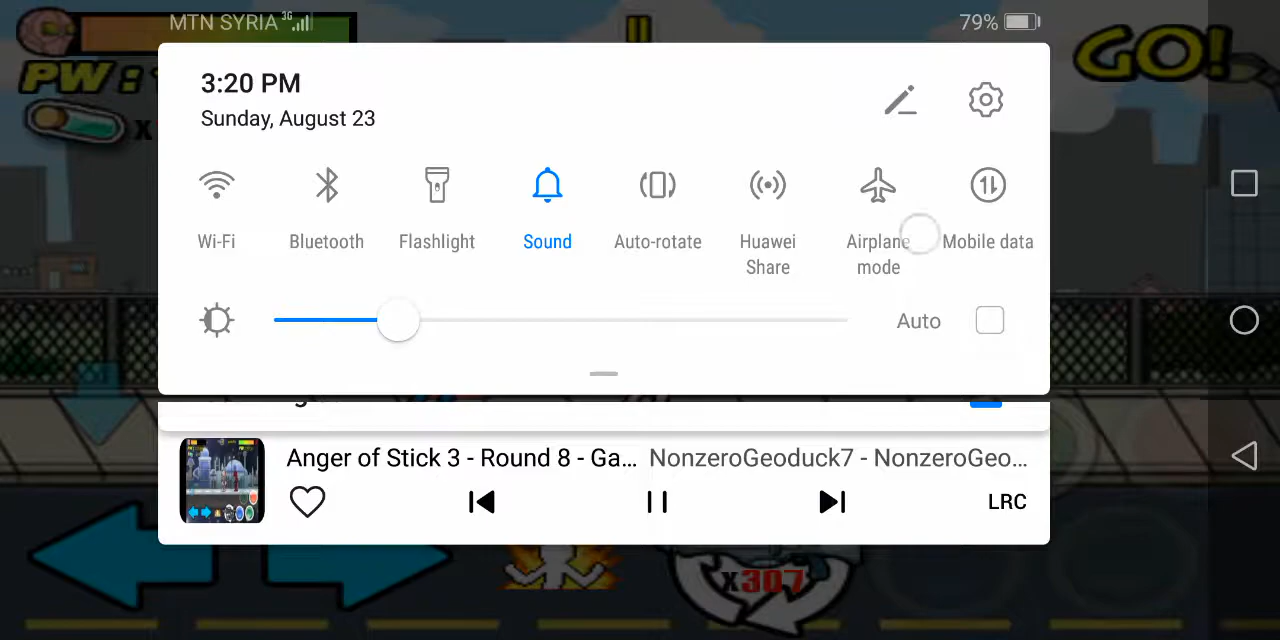 MTN SYRIA 3G
79%
PW:
GO!
x
3:20 PM
Sunday, August 23
Wi-Fi
Bluetooth
Flashlight
Sound
Auto-rotate
Huawei
Share
Airplane
mode
Mobile data
Auto
Anger of Stick 3 - Round 8 - Ga... NonzeroGeoduck7 - NonzeroGeo...
LRC
x307